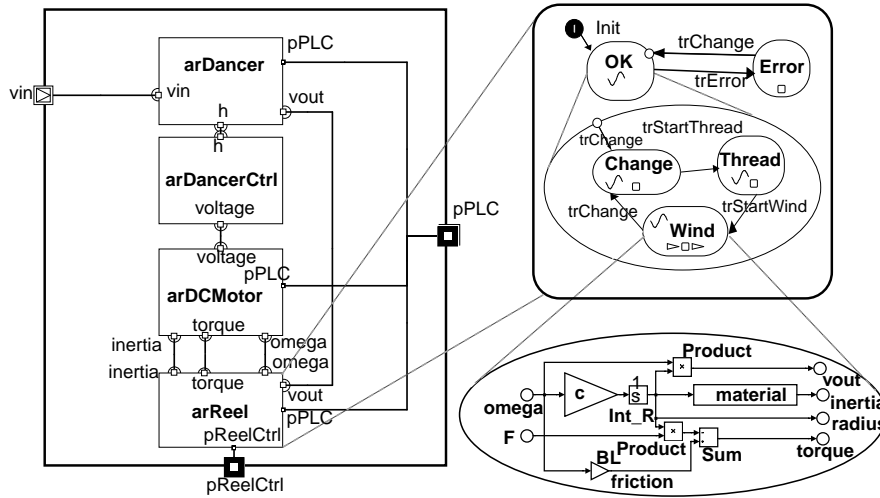 pPLC
arDancer
vin
vin
vout
h
h
arDancerCtrl
voltage
pPLC
voltage
pPLC
arDCMotor
torque
inertia
omega
inertia
torque
omega
vout
arReel
pPLC
pReelCtrl
pReelCtrl
I
Init
trChange
OK
Error
trError
trStartThread
trChange
Change
Thread
trChange
trStartWind
Wind
Product
×
vout
c
1
s
material
omega
inertia
Int_R
radius
F
×
Product
-
-
Sum
torque
BL
friction